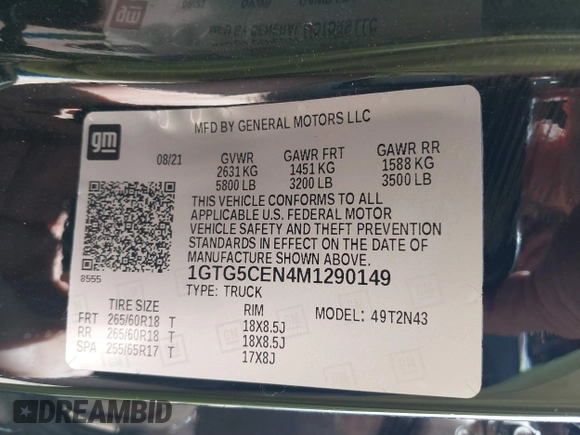 gm
MFD BY GENERAL MOTORS LLC
08/21 GVWR GAWR FRT GAWR RR
2631 KG 1451 KG 1588 KG
5800 LB 3200 LB 3500 LB
THIS VEHICLE CONFORMS TO ALL
APPLICABLE U.S. FEDERAL MOTOR
VEHICLE SAFETY AND THEFT PREVENTION
STANDARDS IN EFFECT ON THE DATE OF
MANUFACTURE SHOWN ABOVE.
8555
1GTG5CEN4M1290149
TYPE: TRUCK
TIRE SIZE RIM MODEL: 49T2N43
FRT 265/60R18 T 18X8.5J
RR 265/60R18 T 18X8.5J
SPA 255/65R17 T 17X8J
DREAMBID